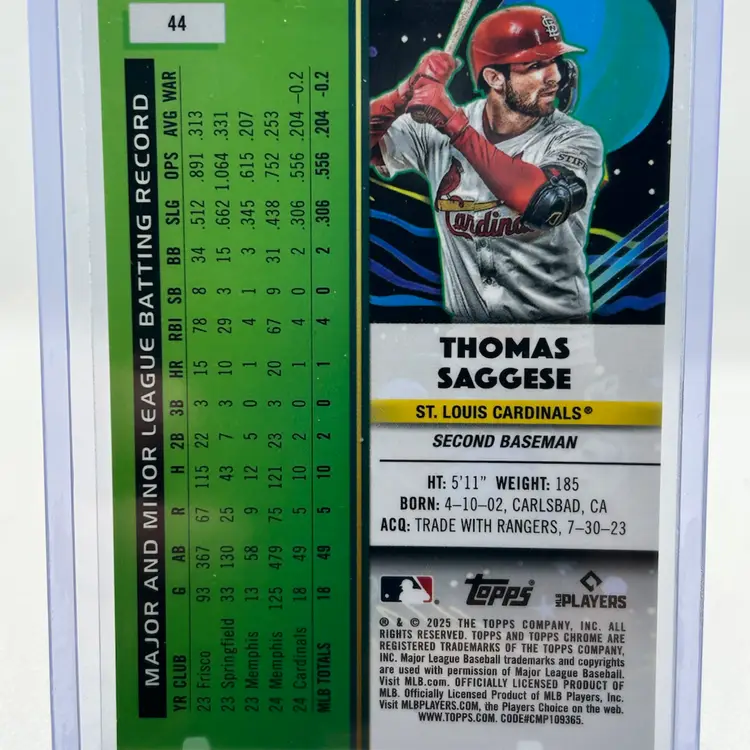 44
MAJOR AND MINOR LEAGUE BATTING RECORD
YR CLUB G AB R H 2B 3B HR RBI SB BB SLG OPS AVG WAR
23 Frisco 93 367 67 115 22 3 15 78 8 34 .512 .891 .313
23 Springfield 33 130 25 43 7 3 10 29 3 15 .662 1.064 .331
23 Memphis 13 58 9 12 5 0 1 4 1 3 .345 .615 .207
24 Memphis 125 479 75 121 23 3 20 67 9 31 .438 .752 .253
24 Cardinals 18 49 5 10 2 0 1 4 0 2 .306 .556 .204 -0.2
MLB TOTALS 18 49 5 10 2 0 1 4 0 2 .306 .556 .204 -0.2
STL
STIFEL
Cardinals
THOMAS
SAGGESE
ST. LOUIS CARDINALS®
SECOND BASEMAN
HT: 5'11" WEIGHT: 185
BORN: 4-10-02, CARLSBAD, CA
ACQ: TRADE WITH RANGERS, 7-30-23
Topps
MLB PLAYERS
® & © 2025 THE TOPPS COMPANY, INC. ALL
RIGHTS RESERVED. TOPPS AND TOPPS CHROME ARE
REGISTERED TRADEMARKS OF THE TOPPS COMPANY,
INC. Major League Baseball trademarks and copyrights
are used with permission of Major League Baseball.
Visit MLB.com. OFFICIALLY LICENSED PRODUCT OF
MLB. Officially Licensed Product of MLB Players, Inc.
Visit MLBPLAYERS.com, the Players Choice on the web.
WWW.TOPPS.COM. CODE#CMP109365.